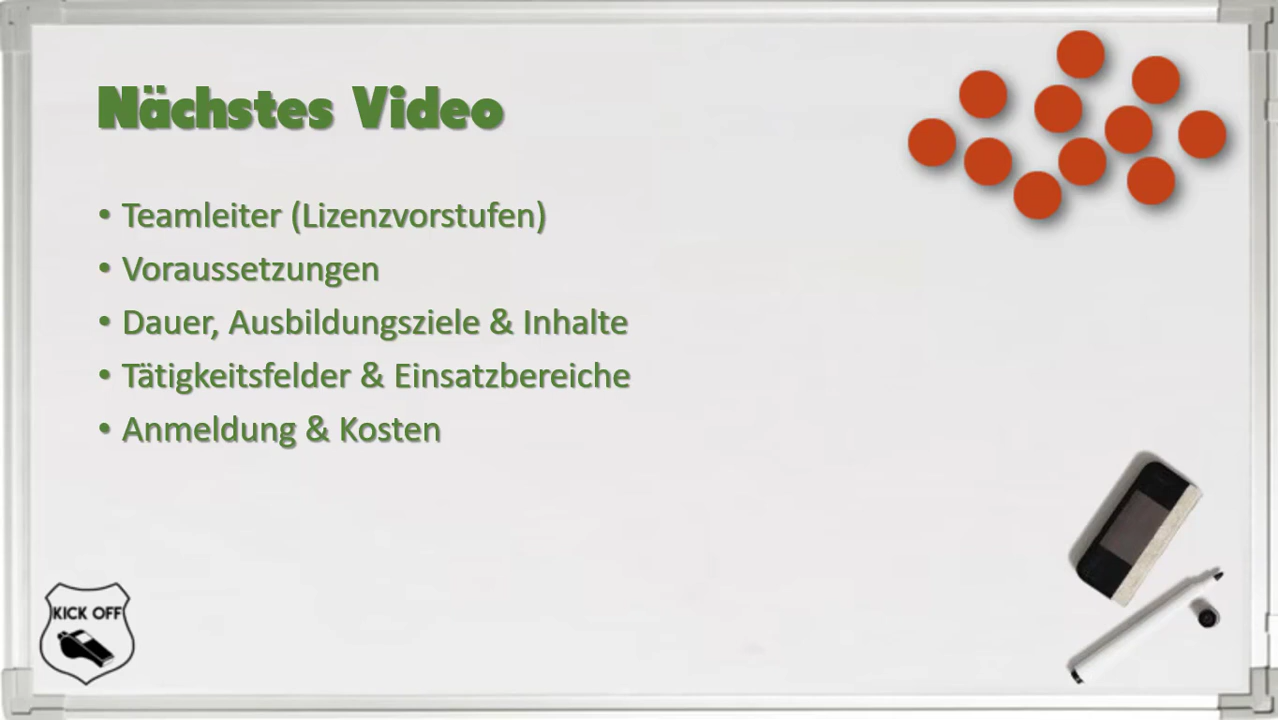 Nächstes Video
• Teamleiter (Lizenzvorstufen)
• Voraussetzungen
• Dauer, Ausbildungsziele & Inhalte
• Tätigkeitsfelder & Einsatzbereiche
• Anmeldung & Kosten
KICK OFF